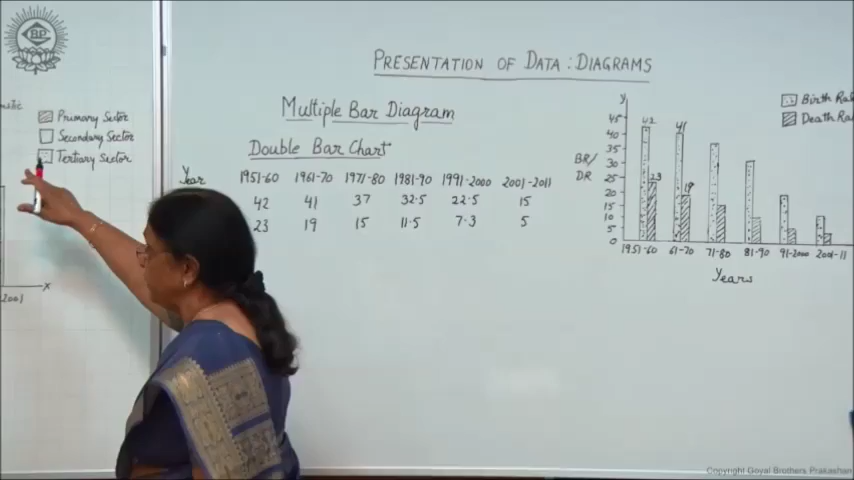 PRESENTATION OF DATA : DIAGRAMS
Multiple Bar Diagram
Double Bar Chart
Year 1951-60 1961-70 1971-80 1981-90 1991-2000 2001-2011
42 41 37 32.5 22.5 15
23 19 15 11.5 7.3 5
BCP
Primary Sector
Secondary Sector
Tertiary Sector
2001
X
Y
Birth Ra
Death Ra
BR/
DR
45
40
35
30
25
20
15
10
5
0
42
23
41
19
1951-60 61-70 71-80 81-90 91-2000 2001-11
Years
Copyright Goyal Brothers Prakashan